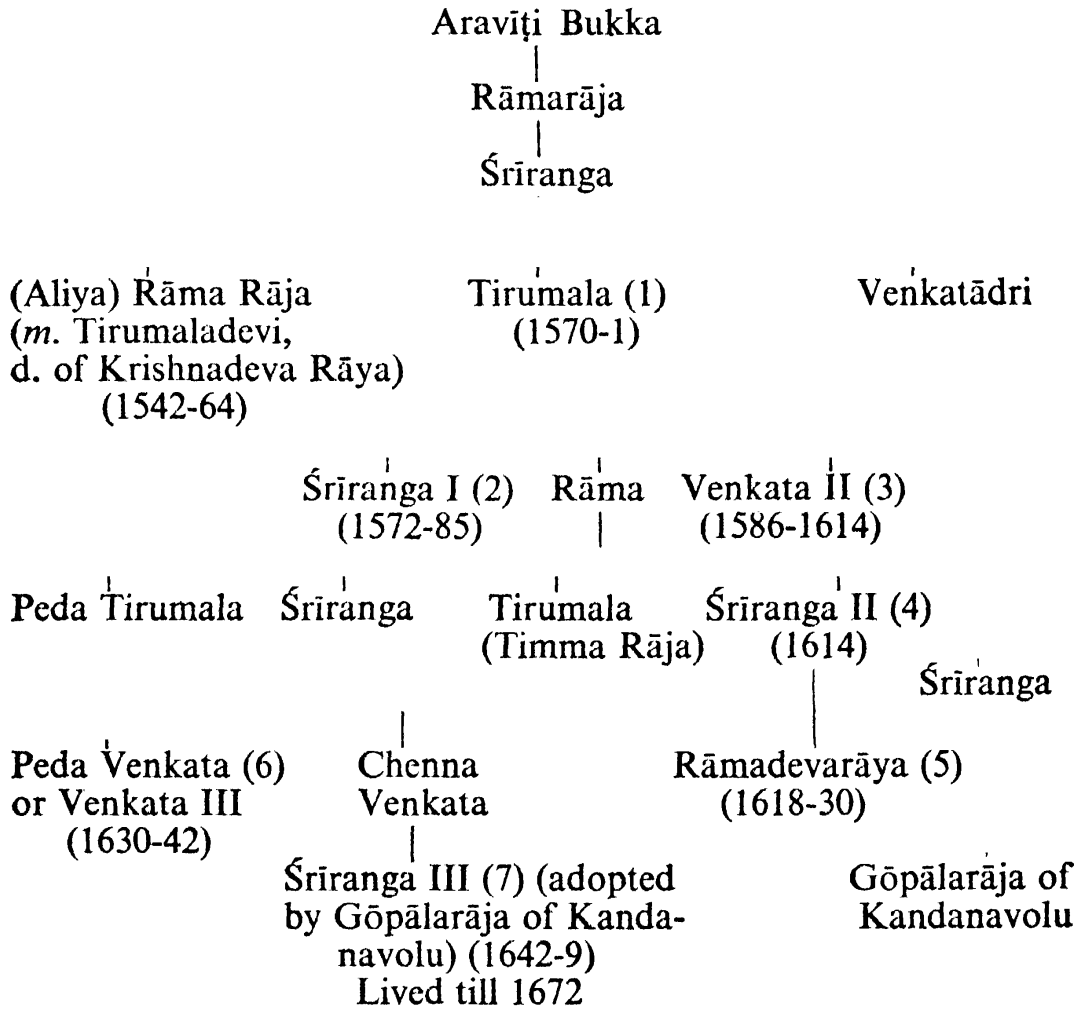 Aravīṭi Bukka
Rāmarāja
Śrīranga
(Aliya) Rāma Rāja
(m. Tirumaladevi,
d. of Krishnadeva Rāya)
(1542-64)
Tirumala (1)
(1570-1)
Venkatādri
Śrīranga I (2)
(1572-85)
Rāma
Venkata II (3)
(1586-1614)
Peda Tirumala
Śrīranga
Tirumala
(Timma Rāja)
Śrīranga II (4)
(1614)
Śrīranga
Peda Venkata (6)
or Venkata III
(1630-42)
Chenna
Venkata
Rāmadevarāya (5)
(1618-30)
Śrīranga III (7) (adopted
by Gōpālarāja of Kanda-
navolu) (1642-9)
Lived till 1672
Gōpālarāja of
Kandanavolu